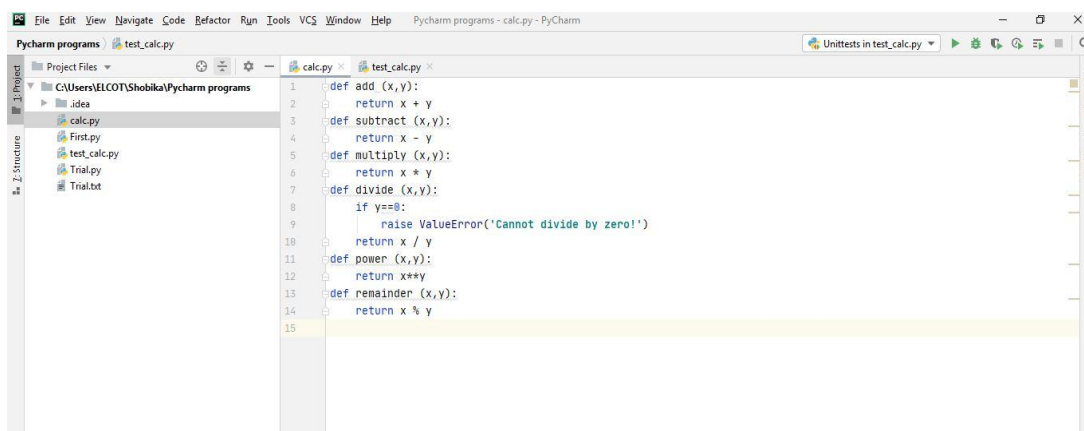 PC File Edit View Navigate Code Refactor Run Tools VCS Window Help Pycharm programs - calc.py - PyCharm
Pycharm programs test_calc.py Unittests in test_calc.py
1: Project
Z: Structure
Project Files
C:\Users\ELCOT\Shobika\Pycharm programs
.idea
calc.py
First.py
test_calc.py
Trial.py
Trial.txt
calc.py test_calc.py
1 def add (x,y):
2 return x + y
3 def subtract (x,y):
4 return x - y
5 def multiply (x,y):
6 return x * y
7 def divide (x,y):
8 if y==0:
9 raise ValueError('Cannot divide by zero!')
10 return x / y
11 def power (x,y):
12 return x**y
13 def remainder (x,y):
14 return x % y
15